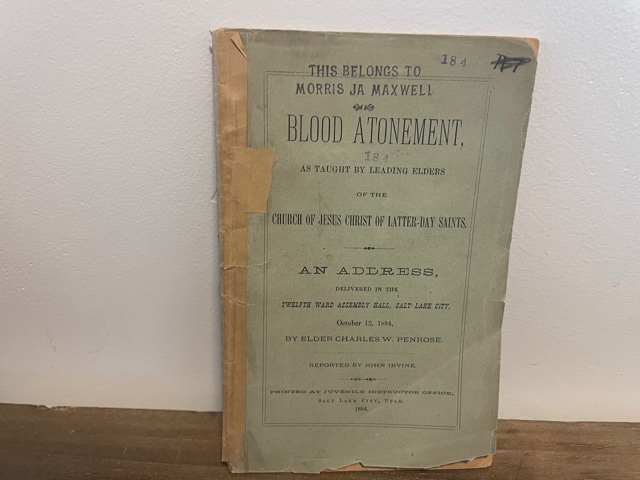 184
THIS BELONGS TO
MORRIS JA MAXWELL
BLOOD ATONEMENT,
184
AS TAUGHT BY LEADING ELDERS
OF THE
CHURCH OF JESUS CHRIST OF LATTER-DAY SAINTS.
AN ADDRESS,
DELIVERED IN THE
TWELFTH WARD ASSEMBLY HALL, SALT LAKE CITY,
October 12, 1884,
BY ELDER CHARLES W. PENROSE.
REPORTED BY JOHN IRVINE.
PRINTED AT JUVENILE INSTRUCTOR OFFICE,
SALT LAKE CITY, UTAH.
1884.